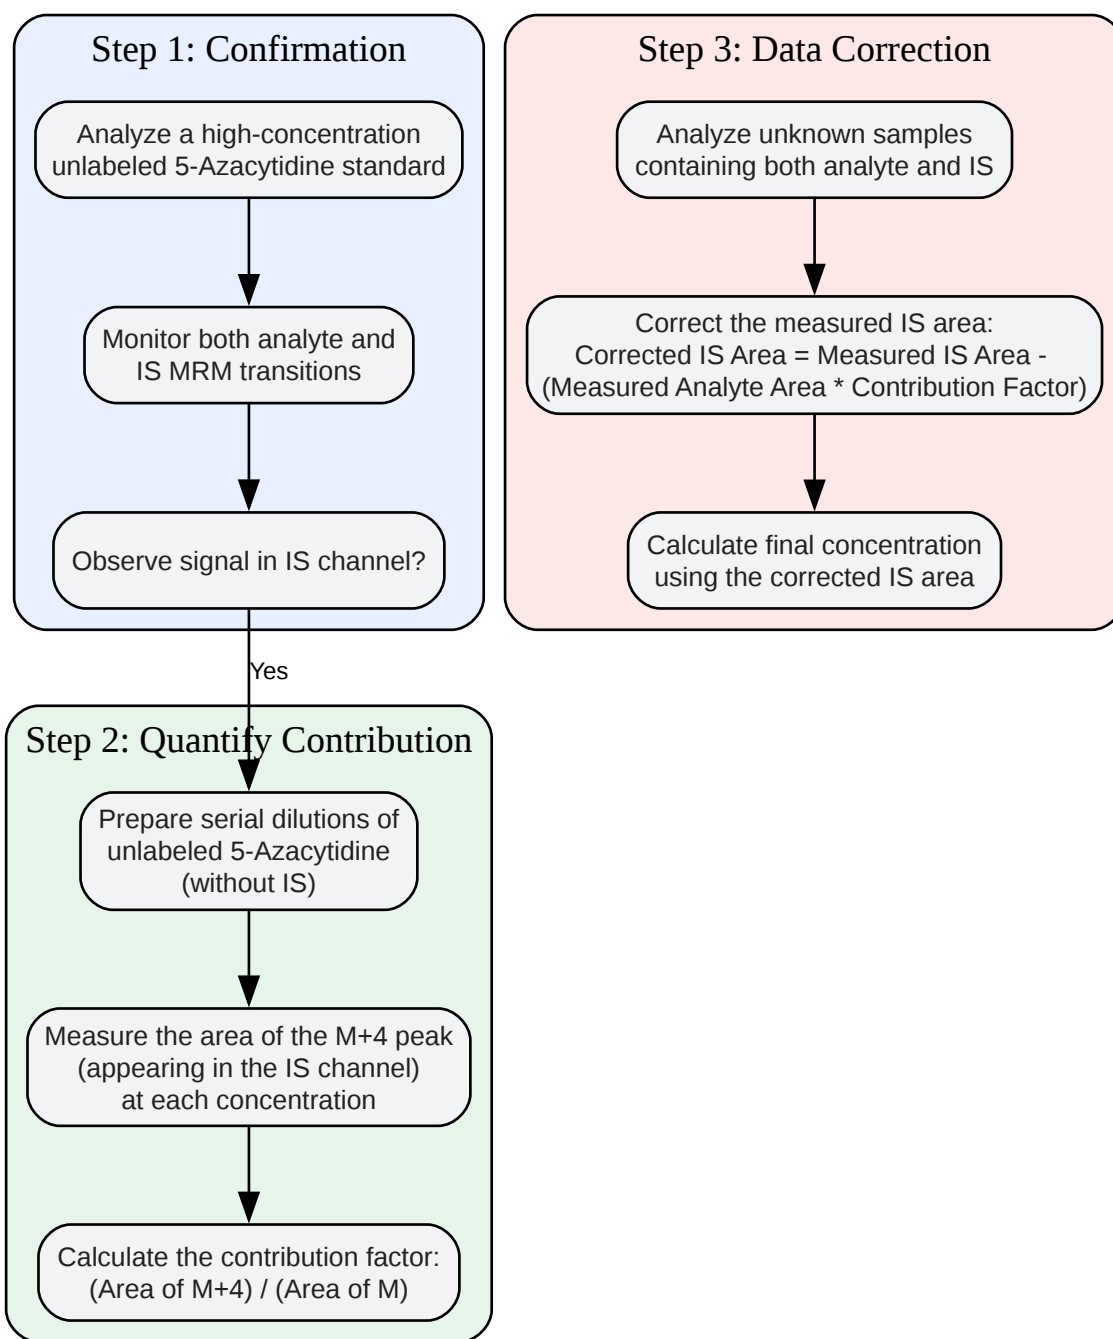 Step 1: Confirmation
Analyze a high-concentration
unlabeled 5-Azacytidine standard
Monitor both analyte and
IS MRM transitions
Observe signal in IS channel?
Yes
Step 2: Quantify Contribution
Prepare serial dilutions of
unlabeled 5-Azacytidine
(without IS)
Measure the area of the M+4 peak
(appearing in the IS channel)
at each concentration
Calculate the contribution factor:
(Area of M+4) / (Area of M)
Step 3: Data Correction
Analyze unknown samples
containing both analyte and IS
Correct the measured IS area:
Corrected IS Area = Measured IS Area -
(Measured Analyte Area * Contribution Factor)
Calculate final concentration
using the corrected IS area